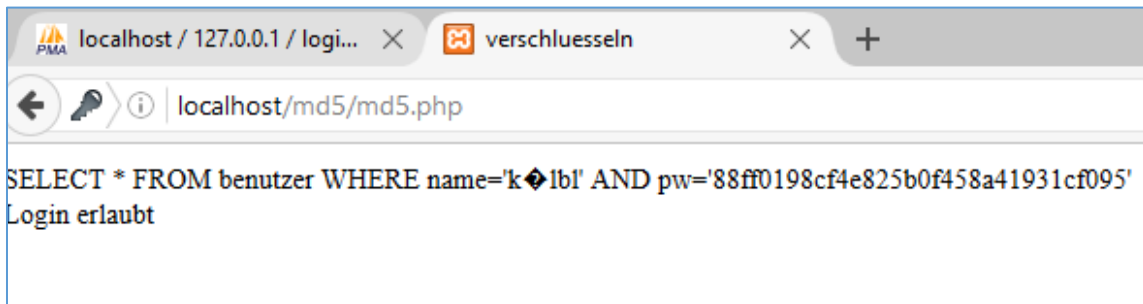 PMA localhost / 127.0.0.1 / logi... verschluesseln
localhost/md5/md5.php
SELECT * FROM benutzer WHERE name='k�lbl' AND pw='88ff0198cf4e825b0f458a41931cf095'
Login erlaubt